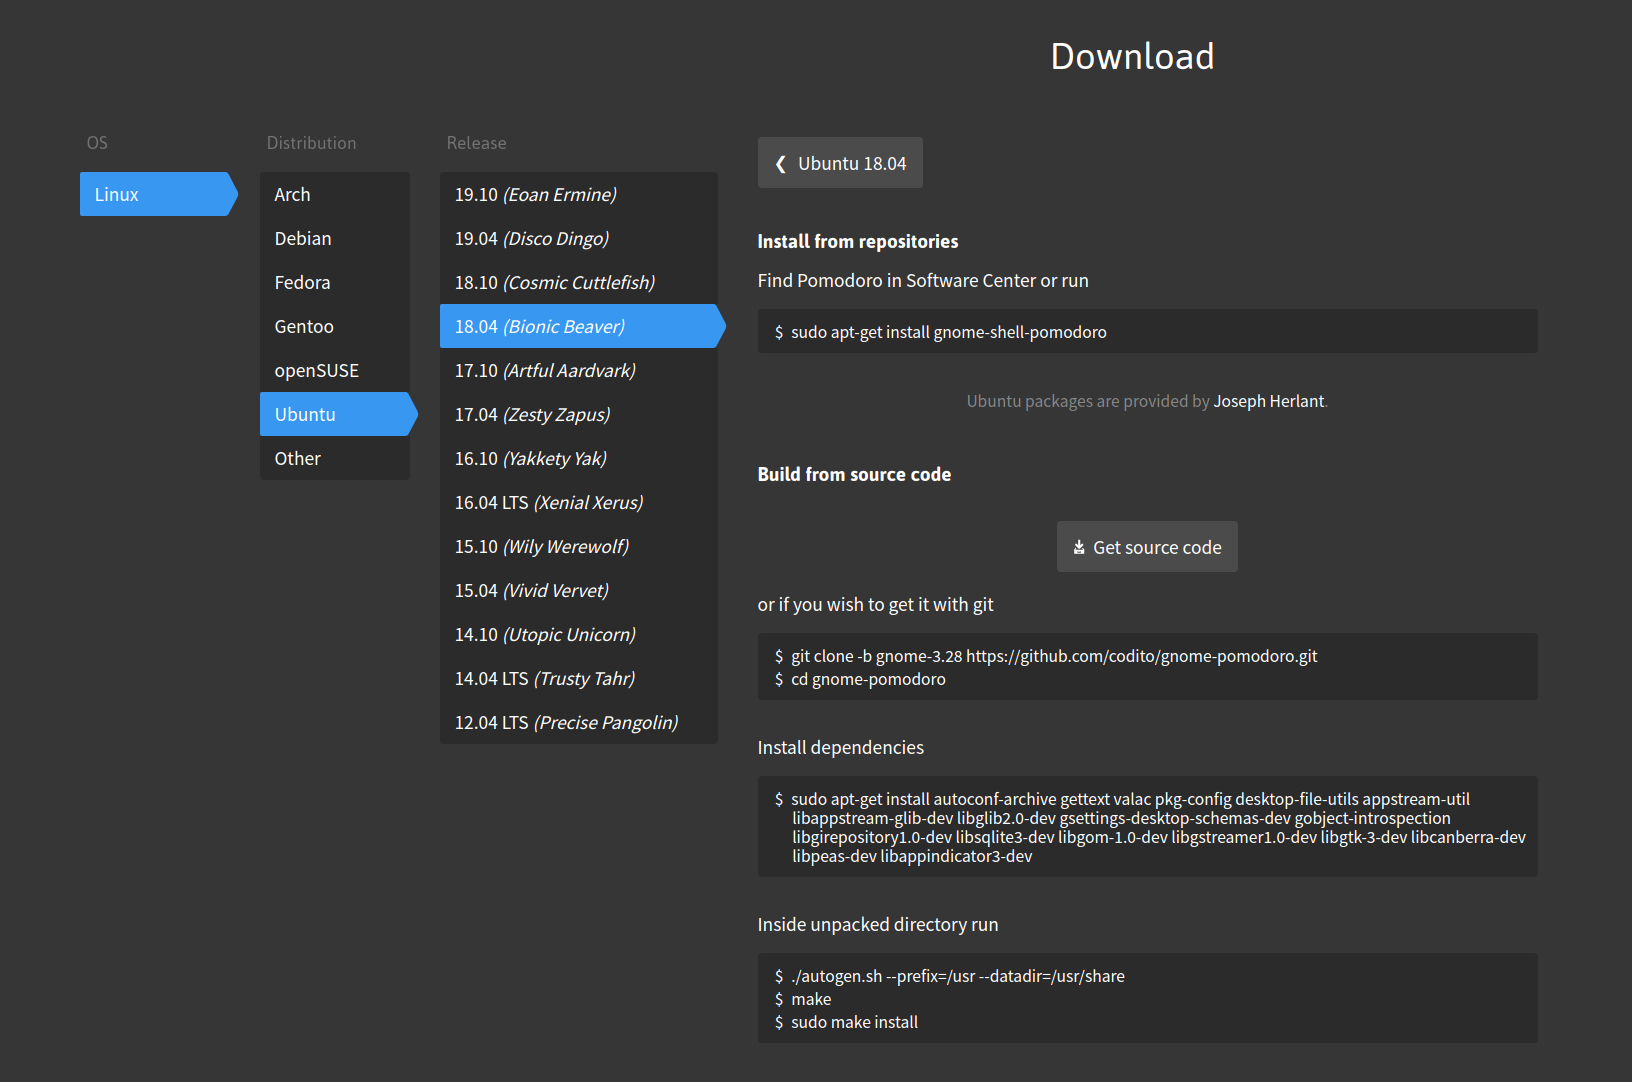 Download
OS
Linux
Distribution
Arch
Debian
Fedora
Gentoo
openSUSE
Ubuntu
Other
Release
19.10 (Eoan Ermine)
19.04 (Disco Dingo)
18.10 (Cosmic Cuttlefish)
18.04 (Bionic Beaver)
17.10 (Artful Aardvark)
17.04 (Zesty Zapus)
16.10 (Yakkety Yak)
16.04 LTS (Xenial Xerus)
15.10 (Wily Werewolf)
15.04 (Vivid Vervet)
14.10 (Utopic Unicorn)
14.04 LTS (Trusty Tahr)
12.04 LTS (Precise Pangolin)
❮ Ubuntu 18.04
Install from repositories
Find Pomodoro in Software Center or run
$ sudo apt-get install gnome-shell-pomodoro
Ubuntu packages are provided by Joseph Herlant.
Build from source code
Get source code
or if you wish to get it with git
$ git clone -b gnome-3.28 https://github.com/codito/gnome-pomodoro.git
$ cd gnome-pomodoro
Install dependencies
$ sudo apt-get install autoconf-archive gettext valac pkg-config desktop-file-utils appstream-util
libappstream-glib-dev libglib2.0-dev gsettings-desktop-schemas-dev gobject-introspection
libgirepository1.0-dev libsqlite3-dev libgom-1.0-dev libgstreamer1.0-dev libgtk-3-dev libcanberra-dev
libpeas-dev libappindicator3-dev
Inside unpacked directory run
$ ./autogen.sh --prefix=/usr --datadir=/usr/share
$ make
$ sudo make install